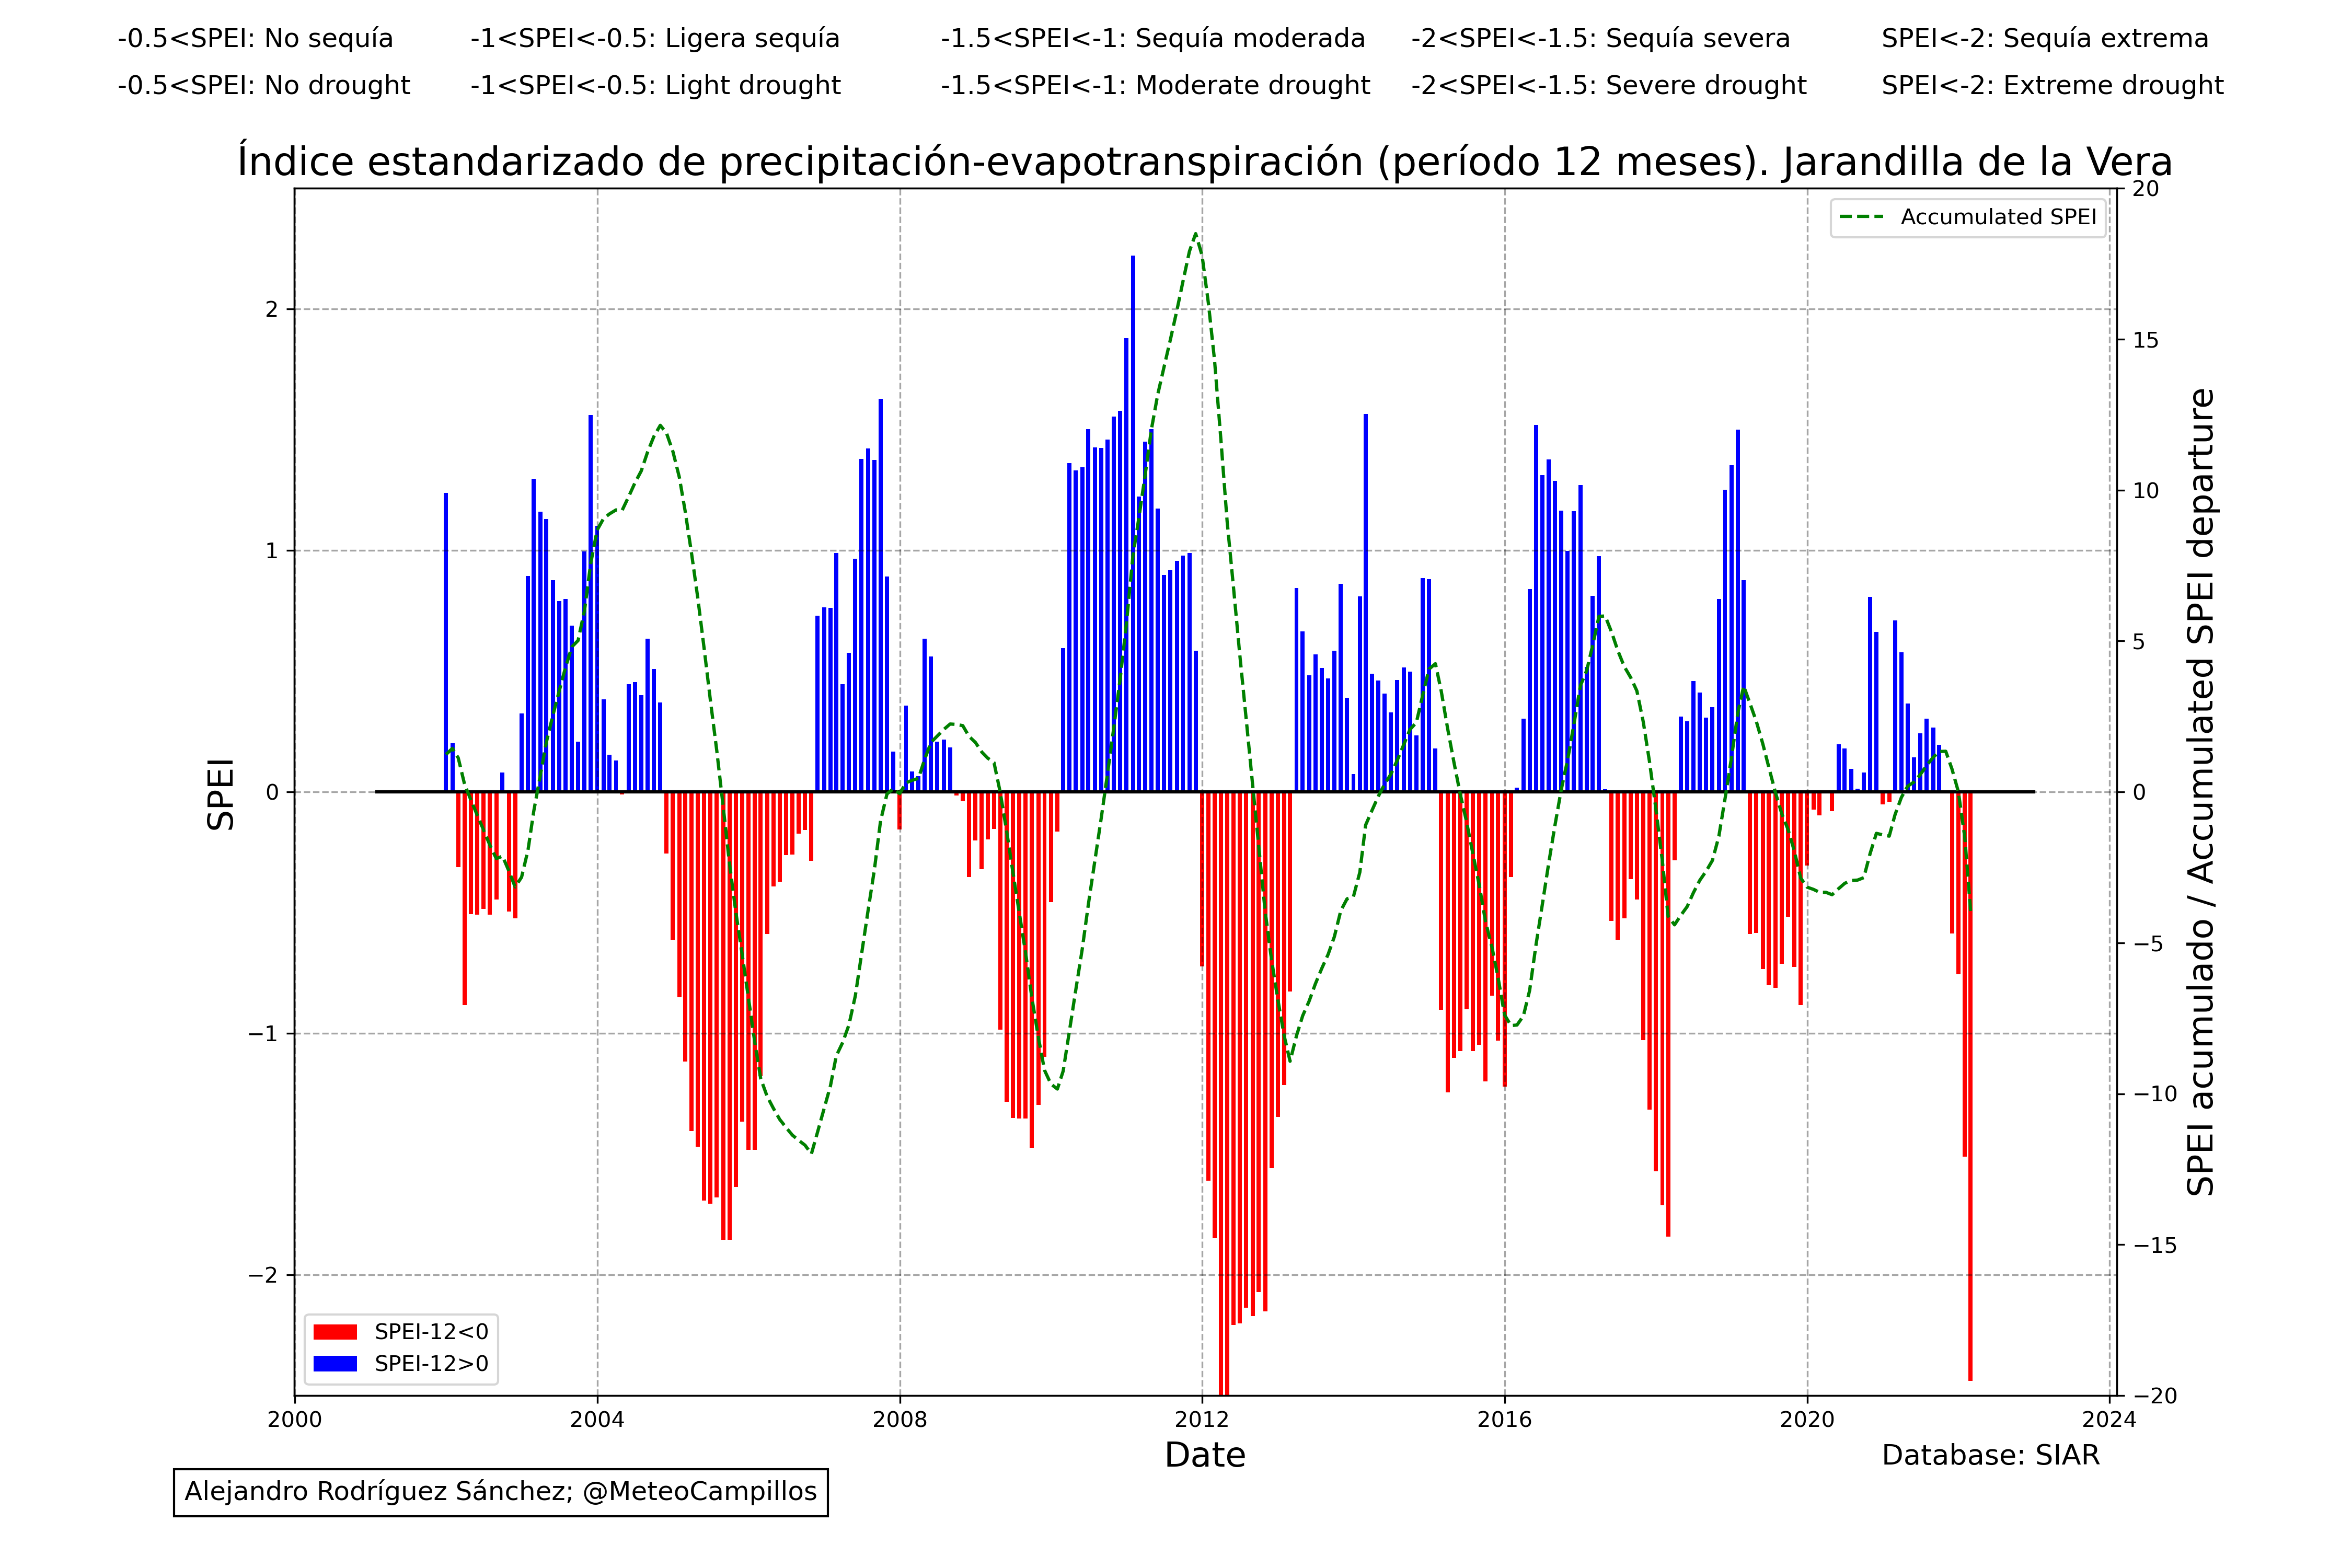 -0.5<SPEI: No sequía -1<SPEI<-0.5: Ligera sequía -1.5<SPEI<-1: Sequía moderada -2<SPEI<-1.5: Sequía severa SPEI<-2: Sequía extrema
-0.5<SPEI: No drought -1<SPEI<-0.5: Light drought -1.5<SPEI<-1: Moderate drought -2<SPEI<-1.5: Severe drought SPEI<-2: Extreme drought
Índice estandarizado de precipitación-evapotranspiración (período 12 meses). Jarandilla de la Vera
Accumulated SPEI
SPEI
2
1
0
−1
−2
20
15
10
5
0
−5
−10
−15
−20
SPEI acumulado / Accumulated SPEI departure
SPEI-12<0
SPEI-12>0
2000 2004 2008 2012 2016 2020 2024
Date
Database: SIAR
Alejandro Rodríguez Sánchez; @MeteoCampillos